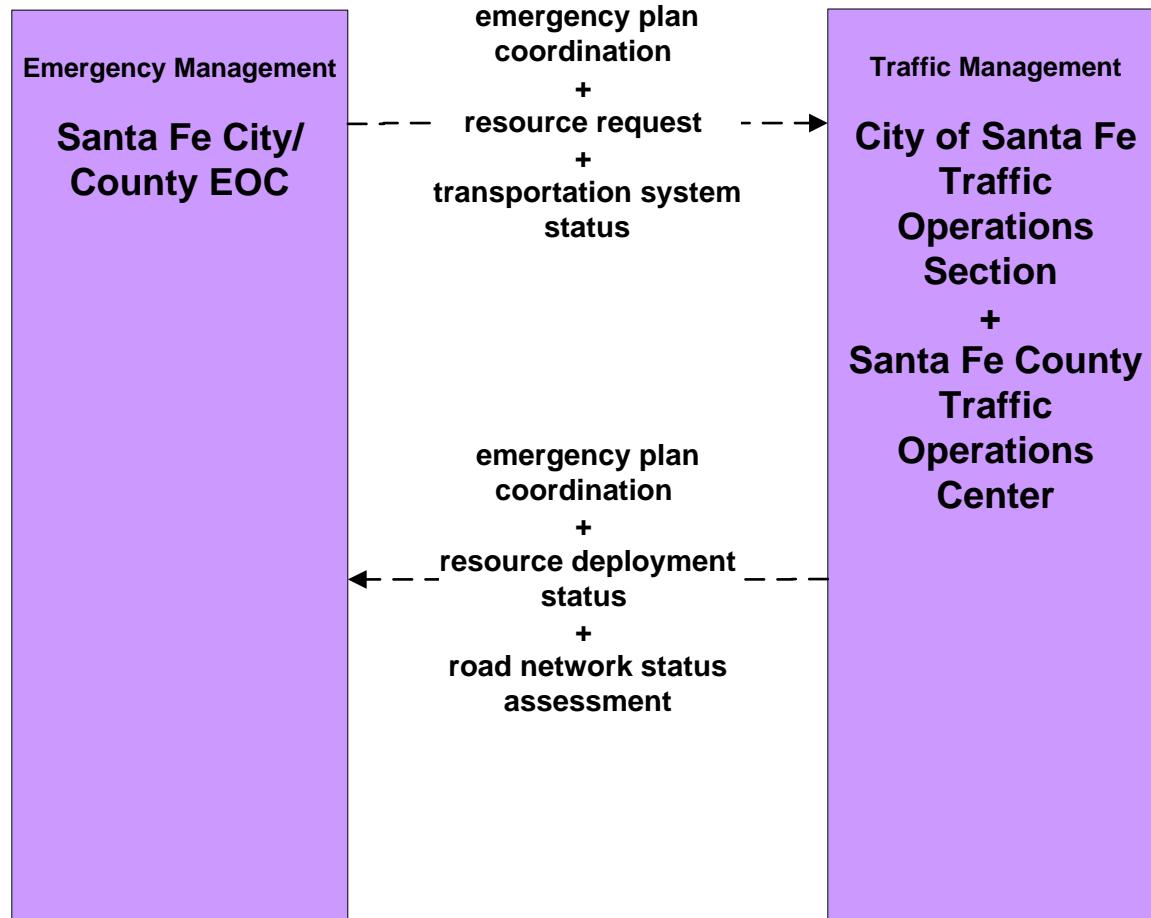 Emergency Management
Santa Fe City/
County EOC
emergency plan
coordination
+
resource request
+
transportation system
status
emergency plan
coordination
+
resource deployment
status
+
road network status
assessment
Traffic Management
City of Santa Fe
Traffic
Operations
Section
+
Santa Fe County
Traffic
Operations
Center